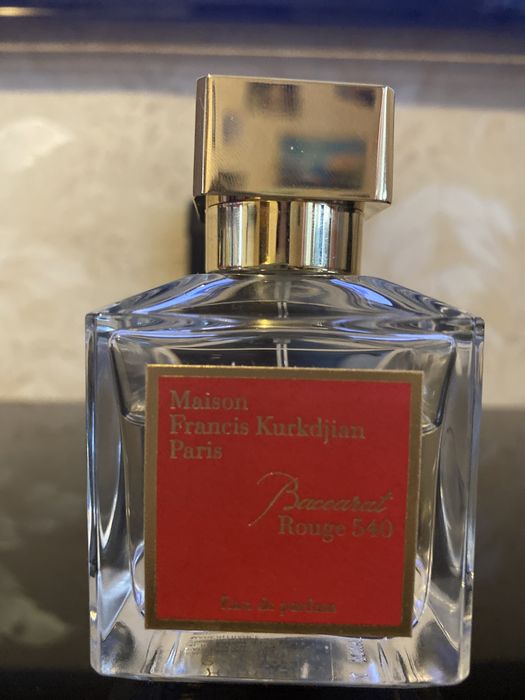 Maison
Francis Kurkdjian
Paris
Baccarat
Rouge 540
Eau de parfum